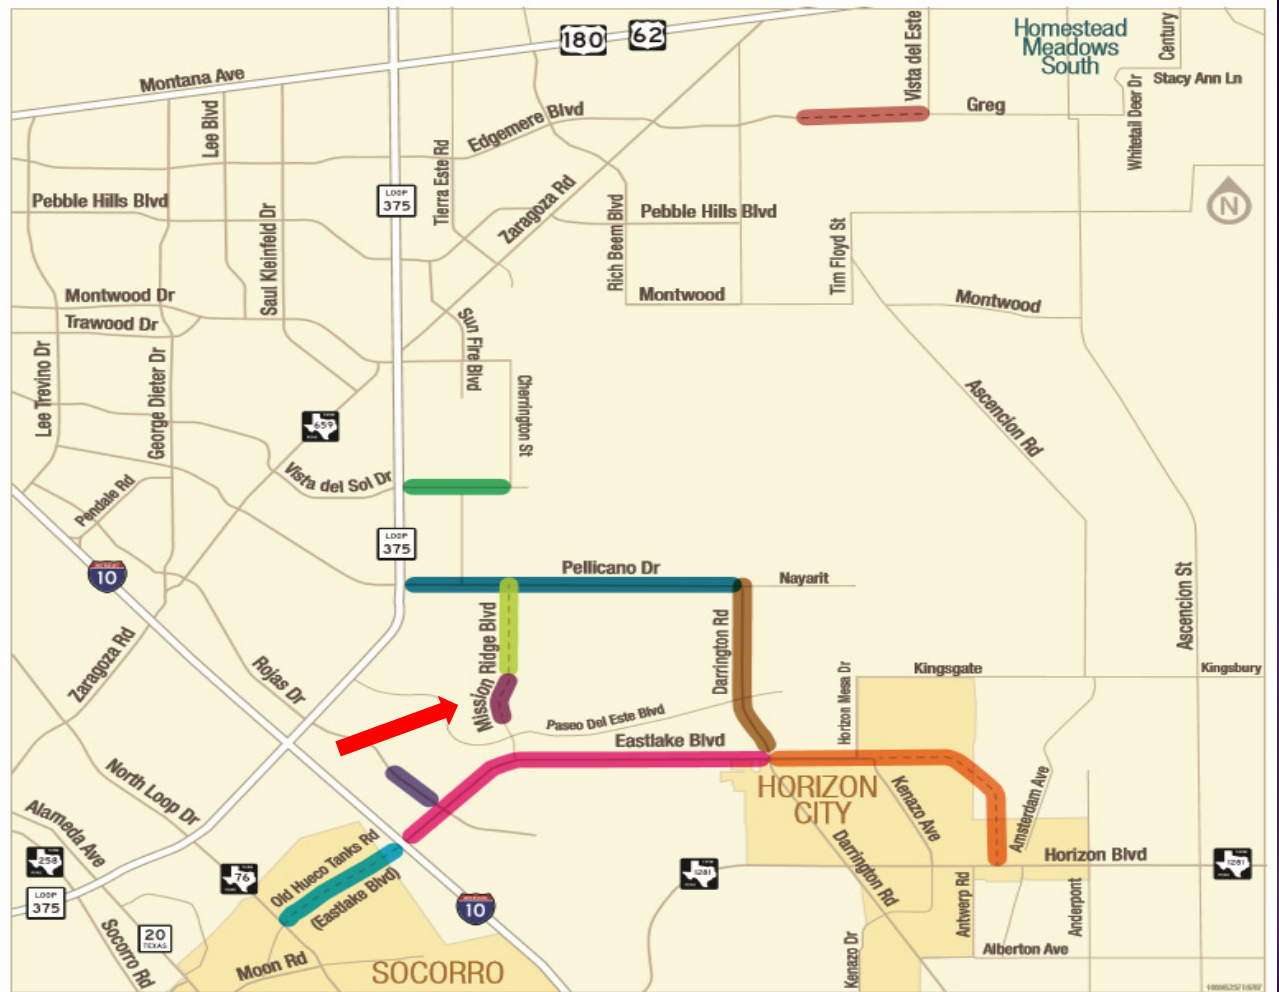 180
62
Homestead
Meadows
South
Vista del Este
Century
Stacy Ann Ln
Montana Ave
Lee Blvd
Edgemere Blvd
Greg
Whitetail Deer Dr
Tierra Este Rd
LOOP
375
Pebble Hills Blvd
Zaragoza Rd
Rich Beem Blvd
Pebble Hills Blvd
Tim Floyd St
N
Saul Kleinfeld Dr
Montwood Dr
Trawood Dr
Montwood
Montwood
Sun Fire Blvd
Lee Trevino Dr
George Dieter Dr
Cherrington St
Ascencion Rd
659
Vista del Sol Dr
Pendale Rd
LOOP
375
10
Pellicano Dr
Nayarit
Ascencion St
Mission Ridge Blvd
Darrington Rd
Zaragoza Rd
Rojas Dr
Kingsgate
Kingsbury
Horizon Mesa Dr
Paseo Del Este Blvd
Eastlake Blvd
North Loop Dr
HORIZON
CITY
Kenazo Ave
Amsterdam Ave
Alameda Ave
Old Hueco Tanks Rd
(Eastlake Blvd)
Darrington Rd
Horizon Blvd
258
76
1281
1281
LOOP
375
10
Antwerp Rd
Anderpont
20
TEXAS
Socorro Rd
Moon Rd
SOCORRO
Kenazo Dr
Alberton Ave